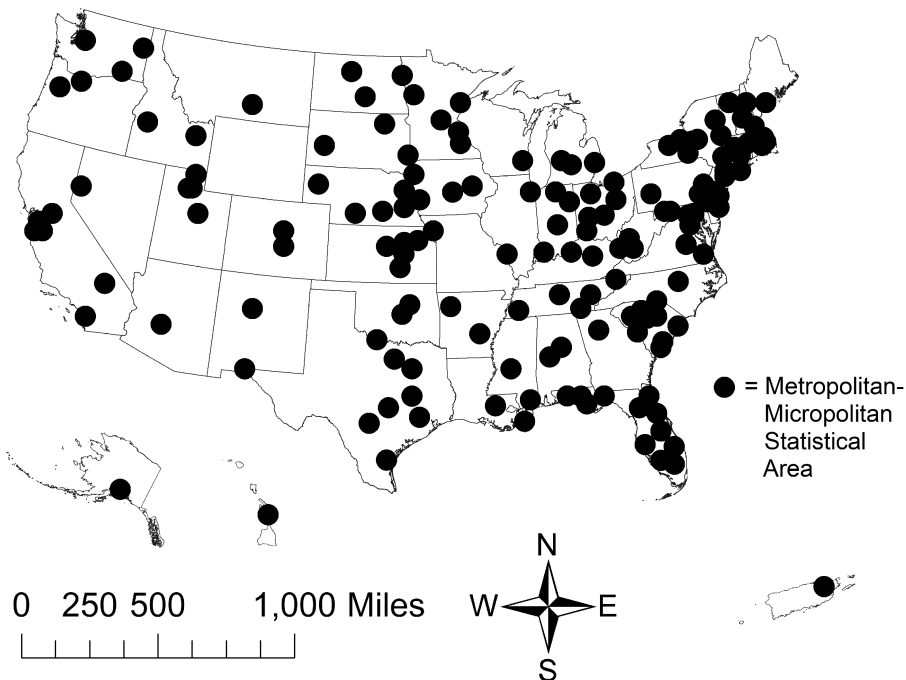 = Metropolitan-
Micropolitan
Statistical
Area
N
W E
S
0 250 500 1,000 Miles